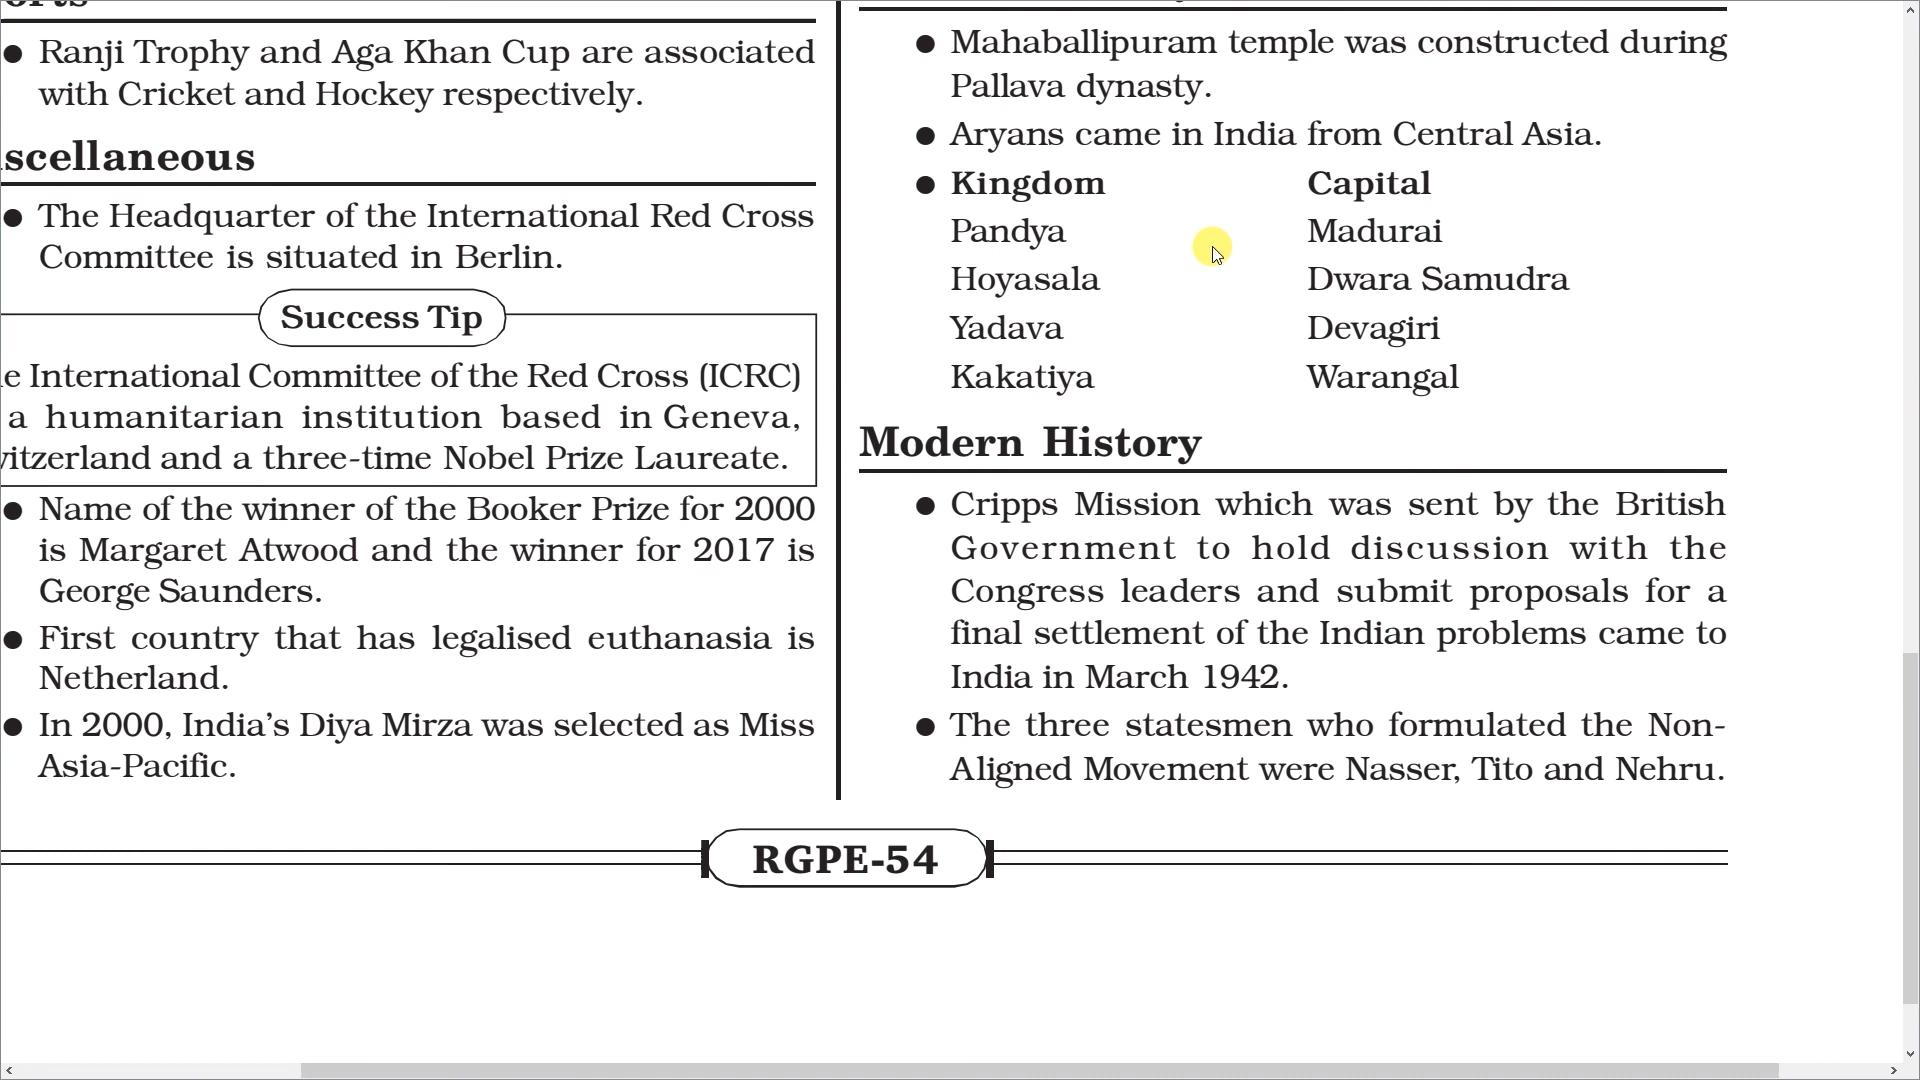 Ranji Trophy and Aga Khan Cup are associated
with Cricket and Hockey respectively.
scellaneous
The Headquarter of the International Red Cross
Committee is situated in Berlin.
Success Tip
e International Committee of the Red Cross (ICRC)
a humanitarian institution based in Geneva,
vitzerland and a three-time Nobel Prize Laureate.
Name of the winner of the Booker Prize for 2000
is Margaret Atwood and the winner for 2017 is
George Saunders.
First country that has legalised euthanasia is
Netherland.
In 2000, India's Diya Mirza was selected as Miss
Asia-Pacific.
Mahaballipuram temple was constructed during
Pallava dynasty.
Aryans came in India from Central Asia.
Kingdom Capital
Pandya Madurai
Hoyasala Dwara Samudra
Yadava Devagiri
Kakatiya Warangal
Modern History
Cripps Mission which was sent by the British
Government to hold discussion with the
Congress leaders and submit proposals for a
final settlement of the Indian problems came to
India in March 1942.
The three statesmen who formulated the Non-
Aligned Movement were Nasser, Tito and Nehru.
RGPE-54